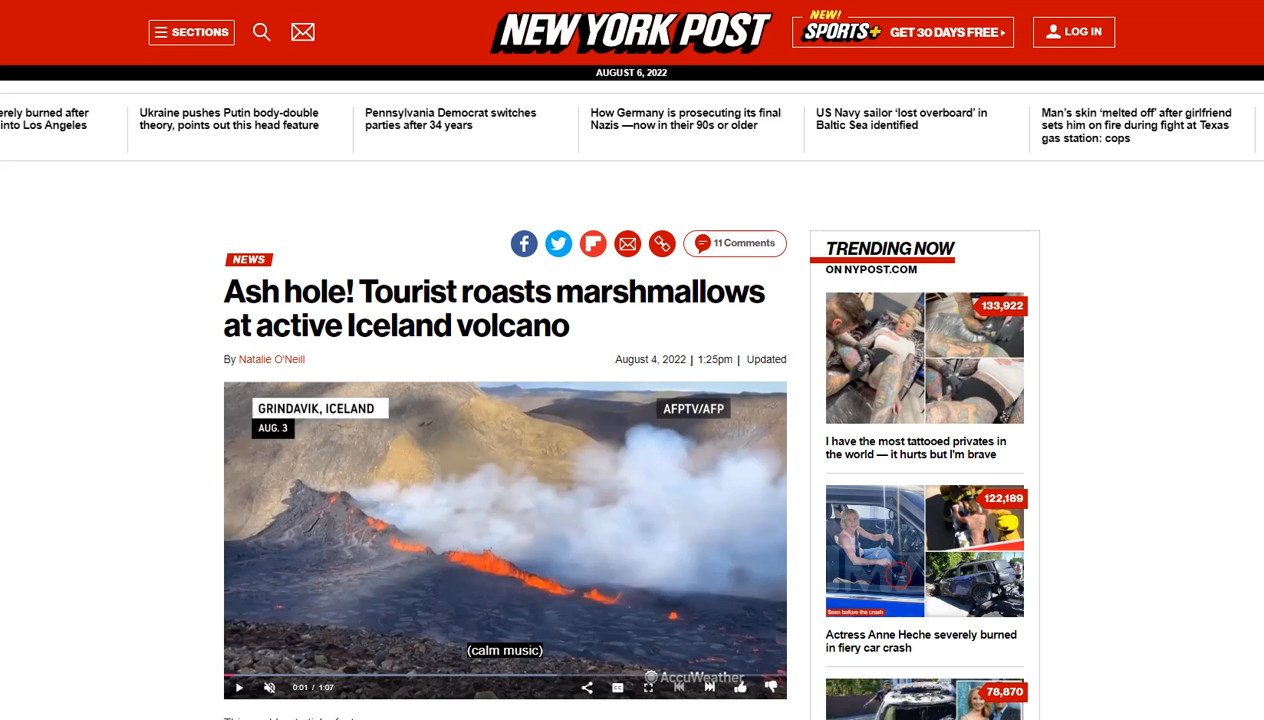 SECTIONS
NEW YORK POST
NEW!
SPORTS+
GET 30 DAYS FREE
LOG IN
AUGUST 6, 2022
burned after
into Los Angeles
Ukraine pushes Putin body-double
theory, points out this head feature
Pennsylvania Democrat switches
parties after 34 years
How Germany is prosecuting its final
Nazis —now in their 90s or older
US Navy sailor ‘lost overboard’ in
Baltic Sea identified
Man’s skin ‘melted off’ after girlfriend
sets him on fire during fight at Texas
gas station: cops
11 Comments
NEWS
Ash hole! Tourist roasts marshmallows
at active Iceland volcano
By Natalie O'Neill
August 4, 2022 | 1:25pm | Updated
GRINDAVIK, ICELAND
AUG. 3
AFPTV/AFP
(calm music)
AccuWeather
0:01 / 1:07
CC
TRENDING NOW
ON NYPOST.COM
133,922
I have the most tattooed privates in
the world — it hurts but I'm brave
122,189
Seen before the crash
Actress Anne Heche severely burned
in fiery car crash
78,870